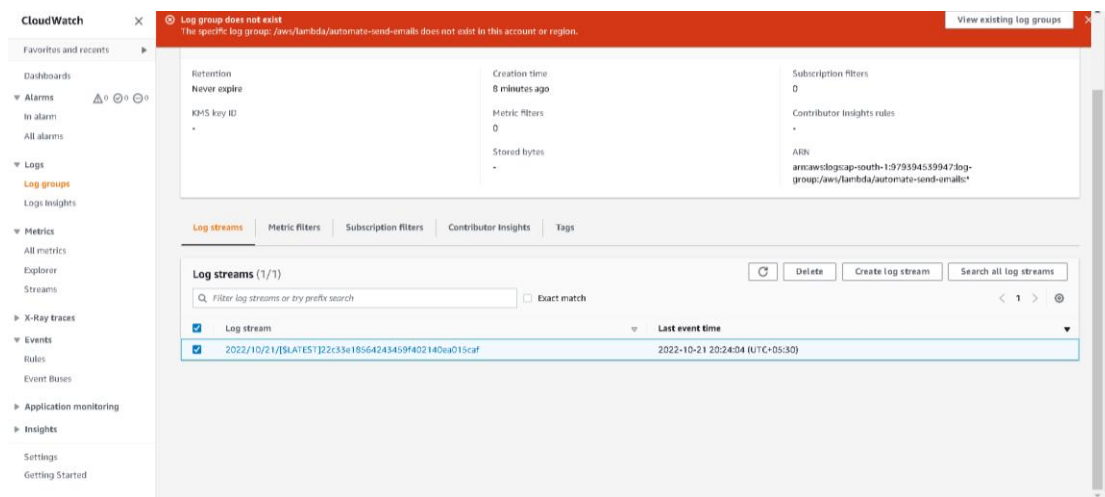 CloudWatch
Favorites and recents
Dashboards
Alarms 0 0 0
In alarm
All alarms
Logs
Log groups
Logs Insights
Metrics
All metrics
Explorer
Streams
X-Ray traces
Events
Rules
Event Buses
Application monitoring
Insights
Settings
Getting Started
Log group does not exist
The specific log group: /aws/lambda/automate-send-emails does not exist in this account or region.
View existing log groups
Retention
Never expire
KMS key ID
-
Creation time
8 minutes ago
Metric filters
0
Stored bytes
-
Subscription filters
0
Contributor Insights rules
-
ARN
arn:aws:logs:ap-south-1:979394539947:log-
group:/aws/lambda/automate-send-emails:*
Log streams Metric filters Subscription filters Contributor Insights Tags
Log streams (1/1)
Delete Create log stream Search all log streams
Filter log streams or try prefix search Exact match
1
Log stream Last event time
2022/10/21/[$LATEST]22c33e18564243459f402140ea015caf 2022-10-21 20:24:04 (UTC+05:30)